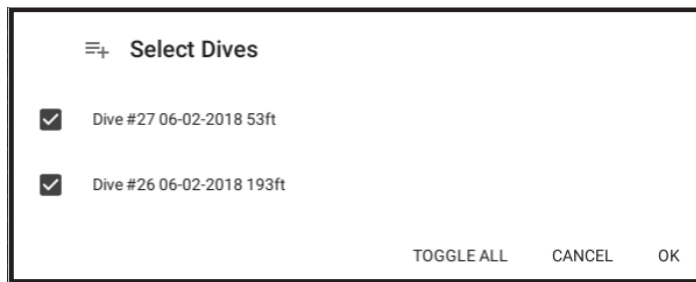 Select Dives
Dive #27 06-02-2018 53ft
Dive #26 06-02-2018 193ft
TOGGLE ALL CANCEL OK